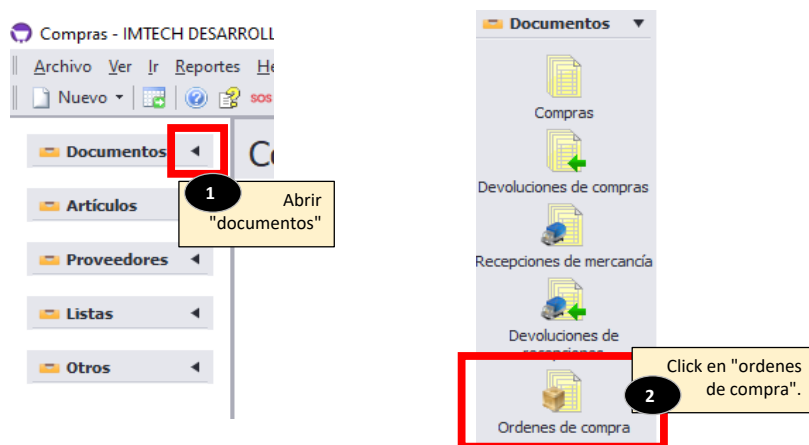 Compras - IMTECH DESARROLL
Archivo Ver Ir Reportes He
Nuevo SOS
Documentos
Artículos
Proveedores
Listas
Otros
1 Abrir
"documentos"
Documentos
Compras
Devoluciones de compras
Recepciones de mercancía
Devoluciones de
recepciones
Ordenes de compra
2 Click en "ordenes
de compra".